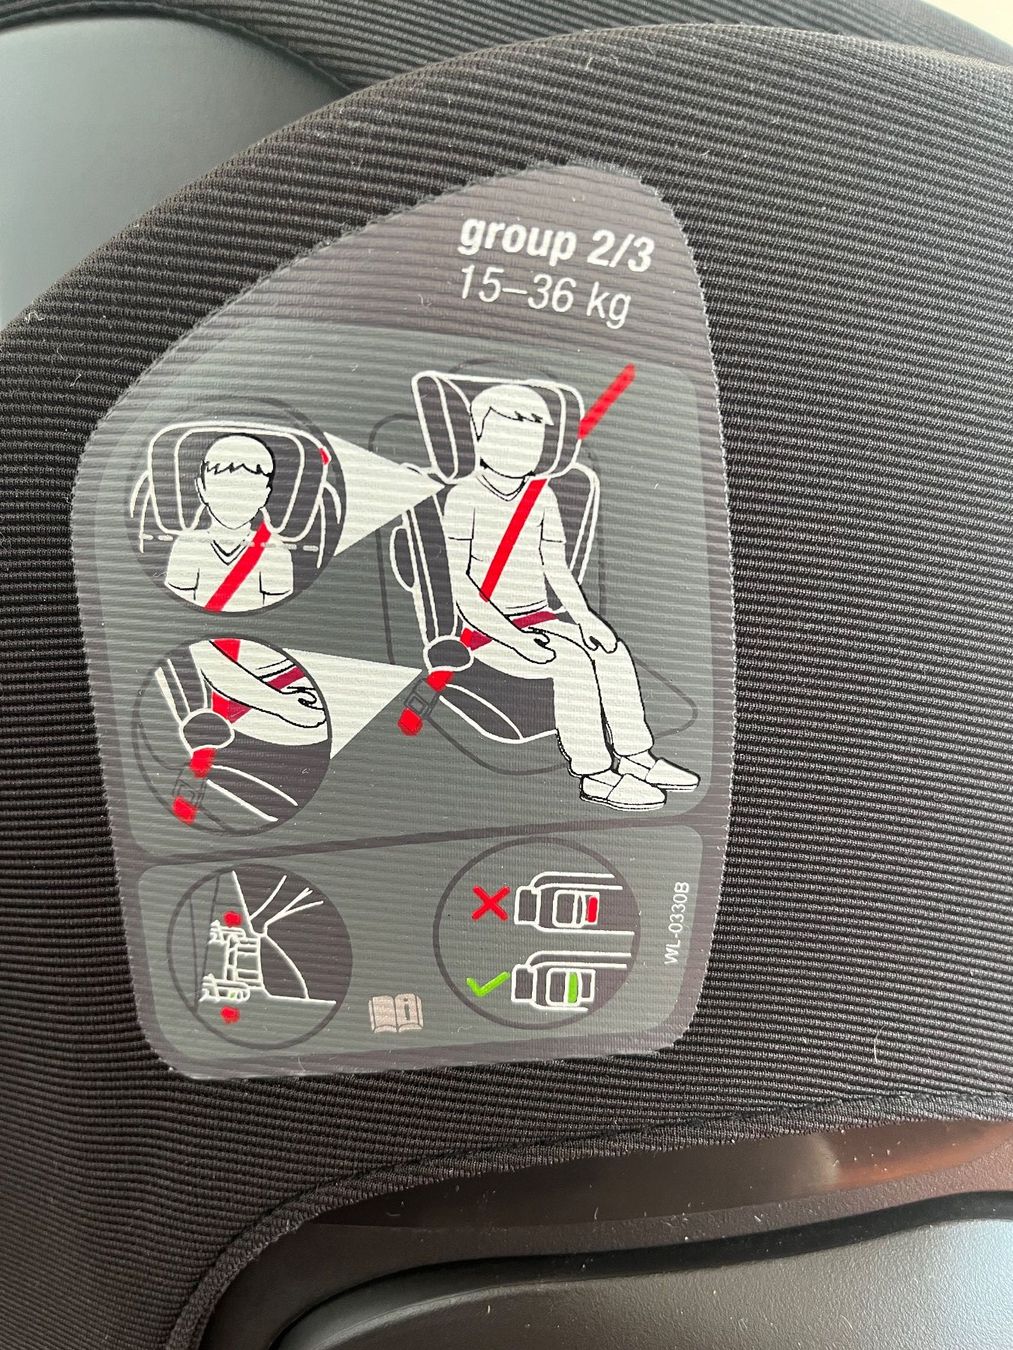 group 2/3
15–36 kg
WL-0330B